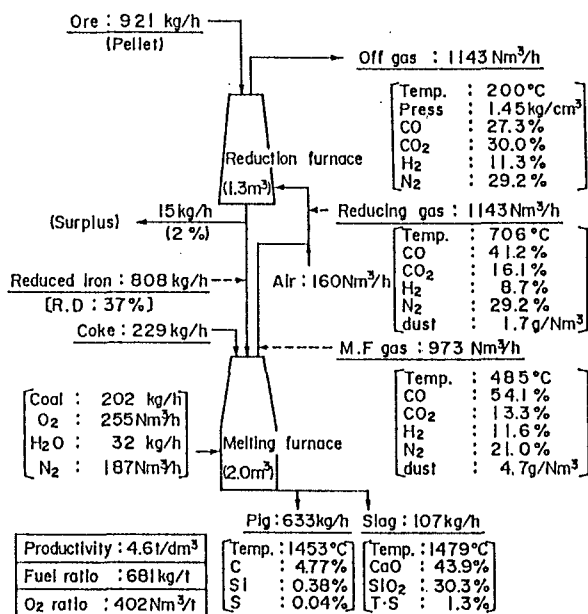 Ore : 921 kg/h
(Pellet)
Off gas : 1143 Nm³/h
Temp. : 200°C
Press : 1.45kg/cm³
CO : 27.3%
CO₂ : 30.0%
H₂ : 11.3%
N₂ : 29.2%
Reduction furnace
(1.3m³)
15kg/h
(Surplus)
(2 %)
Reducing gas : 1143Nm³/h
Temp. : 706°C
CO : 41.2%
CO₂ : 16.1%
H₂ : 8.7%
N₂ : 29.2%
dust : 1.7g/Nm³
Reduced iron : 808 kg/h
[R.D : 37%]
Air : 160Nm³/h
Coke : 229kg/h
M.F gas : 973 Nm³/h
Temp. : 485°C
CO : 54.1%
CO₂ : 13.3%
H₂ : 11.6%
N₂ : 21.0%
dust : 4.7g/Nm³
Coal : 202 kg/h
O₂ : 255Nm³/h
H₂O : 32 kg/h
N₂ : 187Nm³/h
Melting furnace
(2.0m³)
Pig : 633kg/h
Temp. : 1453°C
C : 4.77%
Si : 0.38%
S : 0.04%
Slag : 107kg/h
Temp. : 1479°C
CaO : 43.9%
SiO₂ : 30.3%
T·S : 1.3%
Productivity : 4.6t/dm³
Fuel ratio : 681kg/t
O₂ ratio : 402Nm³/t